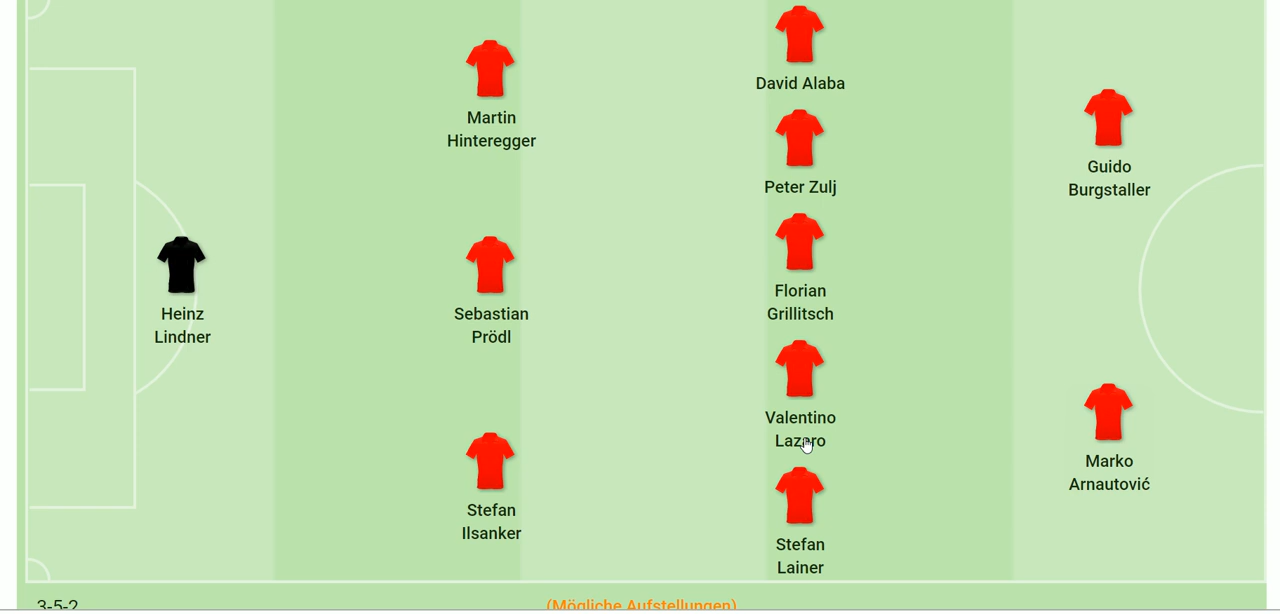 David Alaba
Martin
Hinteregger
Guido
Burgstaller
Peter Zulj
Florian
Grillitsch
Heinz
Lindner
Sebastian
Prödl
Valentino
Lazaro
Marko
Arnautović
Stefan
Ilsanker
Stefan
Lainer
3-5-2
(Mögliche Aufstellungen)